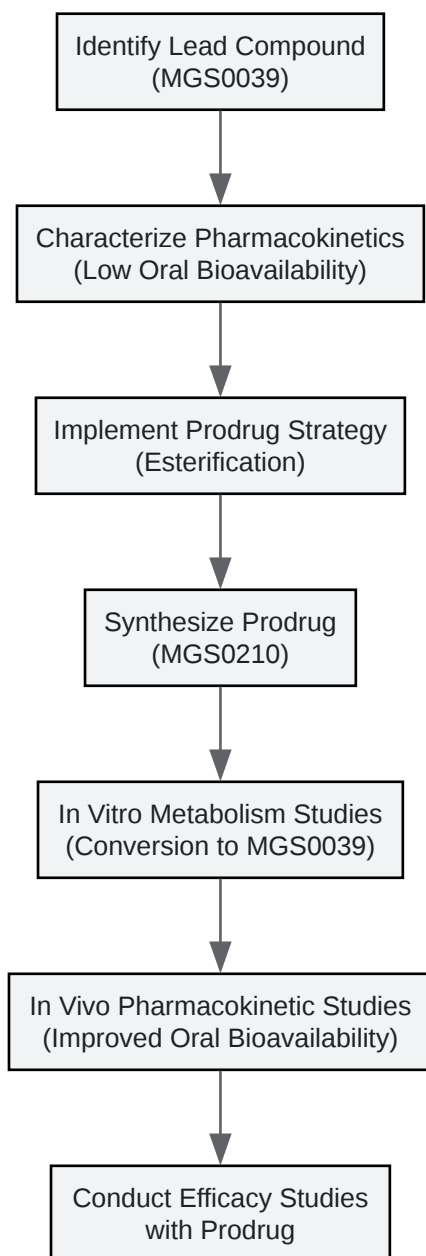 Identify Lead Compound
(MGS0039)
Characterize Pharmacokinetics
(Low Oral Bioavailability)
Implement Prodrug Strategy
(Esterification)
Synthesize Prodrug
(MGS0210)
In Vitro Metabolism Studies
(Conversion to MGS0039)
In Vivo Pharmacokinetic Studies
(Improved Oral Bioavailability)
Conduct Efficacy Studies
with Prodrug